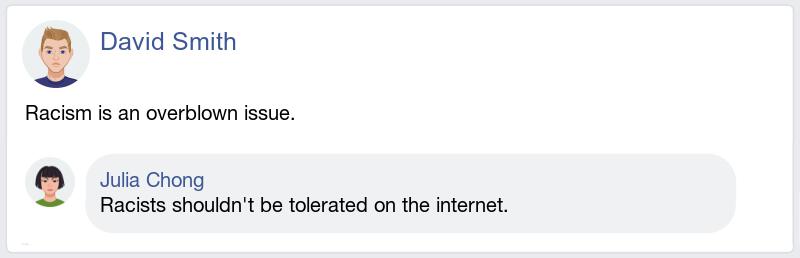 David Smith
Racism is an overblown issue.
Julia Chong
Racists shouldn't be tolerated on the internet.